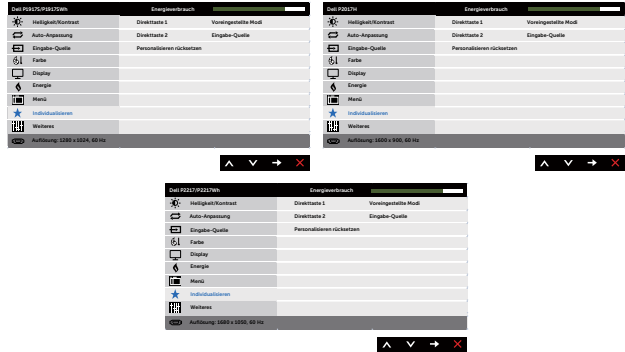 Dell P1917S/P1917SWh Energieverbrauch
Helligkeit/Kontrast Direkttaste 1 Voreingestellte Modi
Auto-Anpassung Direkttaste 2 Eingabe-Quelle
Eingabe-Quelle Personalisieren rücksetzen
Farbe
Display
Energie
Menü
Individualisieren
Weiteres
Auflösung: 1280 x 1024, 60 Hz
Dell P2017H Energieverbrauch
Helligkeit/Kontrast Direkttaste 1 Voreingestellte Modi
Auto-Anpassung Direkttaste 2 Eingabe-Quelle
Eingabe-Quelle Personalisieren rücksetzen
Farbe
Display
Energie
Menü
Individualisieren
Weiteres
Auflösung: 1600 x 900, 60 Hz
Dell P2217/P2217Wh Energieverbrauch
Helligkeit/Kontrast Direkttaste 1 Voreingestellte Modi
Auto-Anpassung Direkttaste 2 Eingabe-Quelle
Eingabe-Quelle Personalisieren rücksetzen
Farbe
Display
Energie
Menü
Individualisieren
Weiteres
Auflösung: 1680 x 1050, 60 Hz